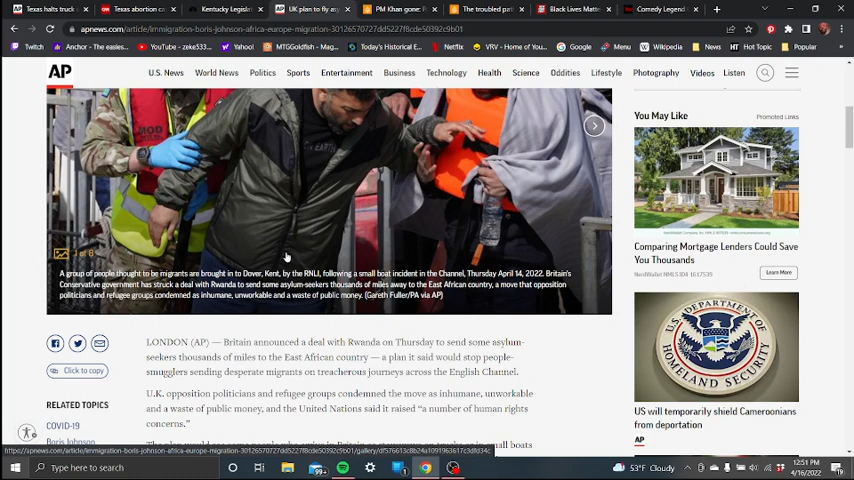 Texas halts truck
Texas abortion ca
Kentucky Legisla
UK plan to fly as
PM Khan gone: P
The troubled pat
Black Lives Matte
Comedy Legend
apnews.com/article/immigration-boris-johnson-africa-europe-migration-30126570197722f8cde50392c9d01b01
Twitch
Anchor - The easies...
YouTube - zeke333...
Yahoo!
MTGGoldfish - Mag...
Today's Historical E...
Netflix
VRV - Home of Your...
Google
Menu
Wikipedia
News
Hot Topic
Popular
AP
U.S. News
World News
Politics
Sports
Entertainment
Business
Technology
Health
Science
Oddities
Lifestyle
Photography
Videos
Listen
1 of 8
A group of people thought to be migrants are brought in to Dover, Kent, by the RNLI, following a small boat incident in the Channel, Thursday April 14, 2022. Britain's
Conservative government has struck a deal with Rwanda to send some asylum-seekers thousands of miles away to the East African country, a move that opposition
politicians and refugee groups condemned as inhumane, unworkable and a waste of public money. (Gareth Fuller/PA via AP)
Click to copy
RELATED TOPICS
COVID-19
Boris Johnson
LONDON (AP) — Britain announced a deal with Rwanda on Thursday to send some asylum-
seekers thousands of miles to the East African country — a plan it said would stop people-
smugglers sending desperate migrants on treacherous journeys across the English Channel.
U.K. opposition politicians and refugee groups condemned the move as inhumane, unworkable
and a waste of public money, and the United Nations said it raised “a number of human rights
concerns.”
boats
You May Like
Promoted Links
Comparing Mortgage Lenders Could Save
You Thousands
NerdWallet NMLS ID# 1617539
Learn More
U.S. DEPARTMENT OF
HOMELAND SECURITY
US will temporarily shield Cameroonians
from deportation
AP
Type here to search
99+
53°F Cloudy
12:51 PM
4/16/2022